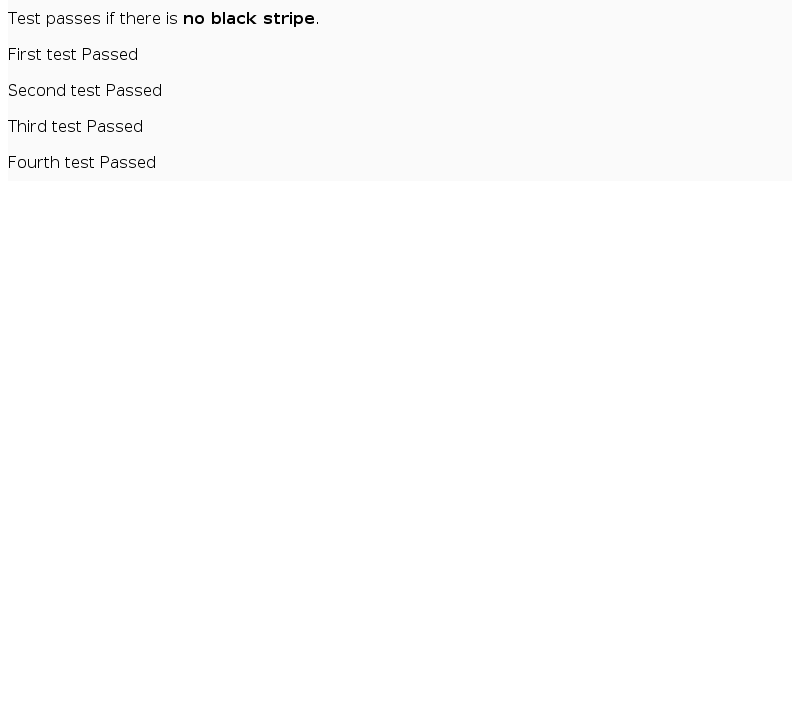 Test passes if there is no black stripe.
First test Passed
Second test Passed
Third test Passed
Fourth test Passed